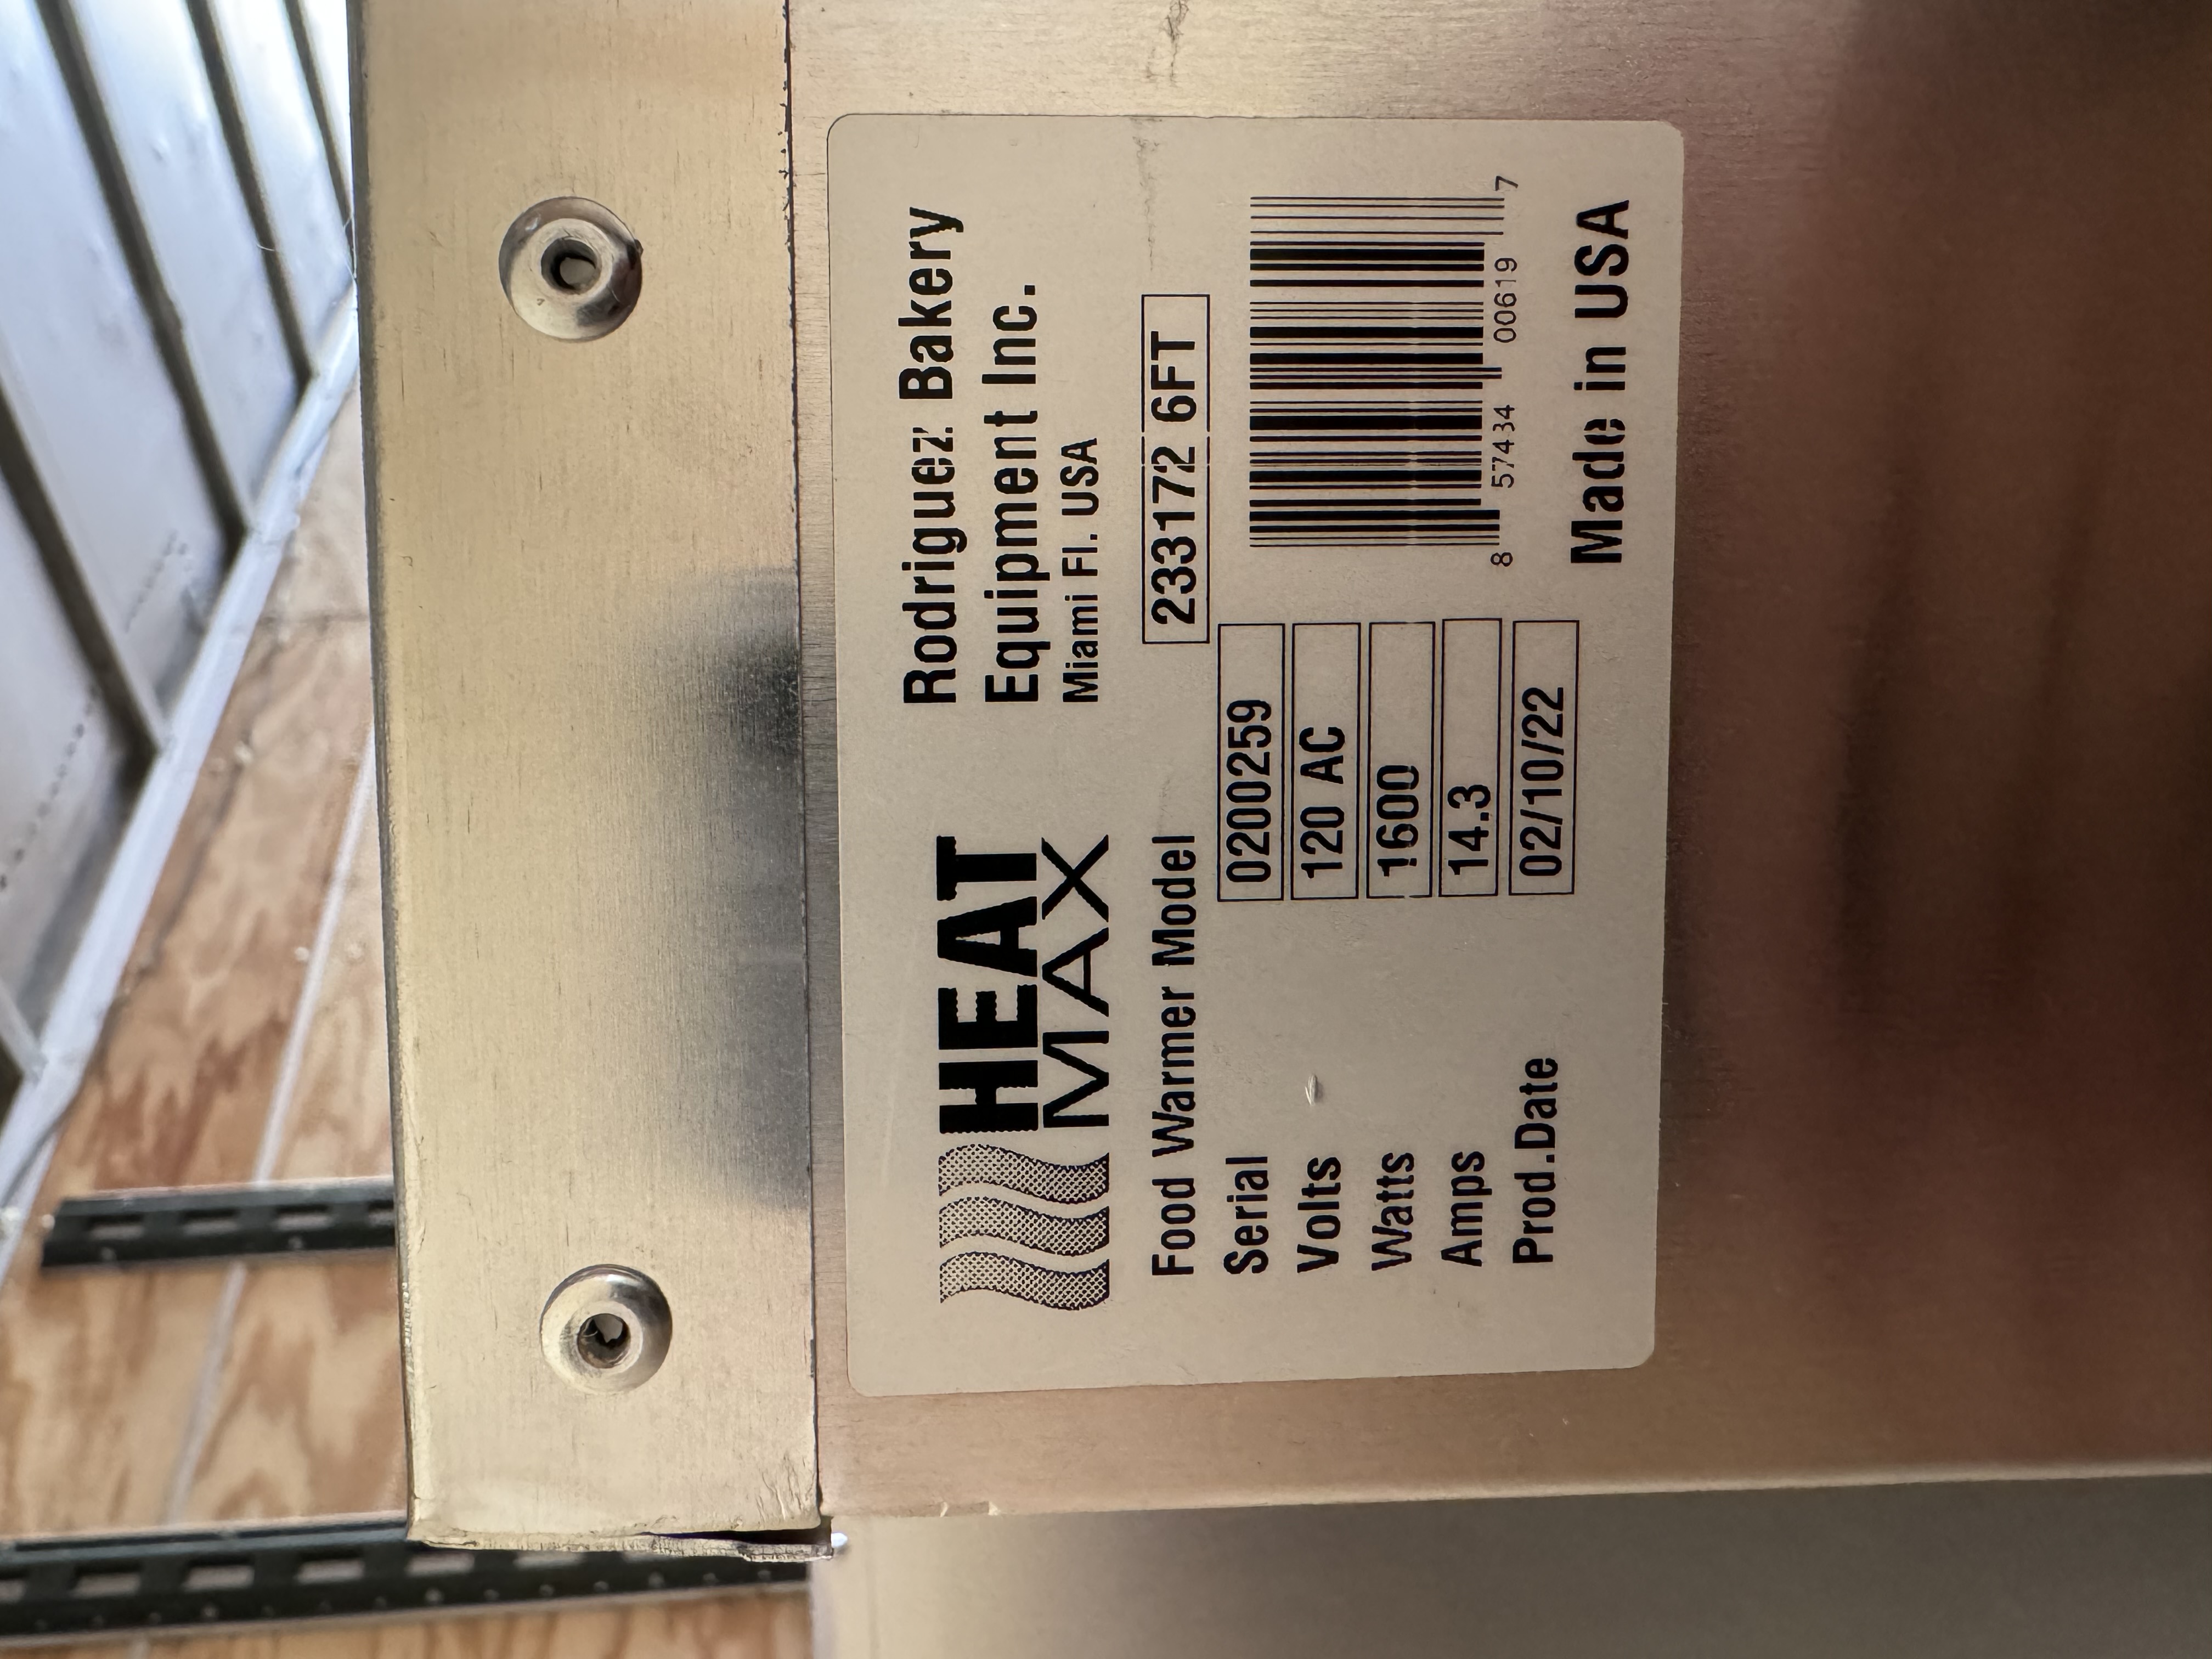 HEAT
MAX
Rodriguez Bakery
Equipment Inc.
Miami Fl. USA
Food Warmer Model 233172 6FT
Serial 0200259
Volts 120 AC
Watts 1600
Amps 14.3
Prod.Date 02/10/22
8 57434 00619 7
Made in USA